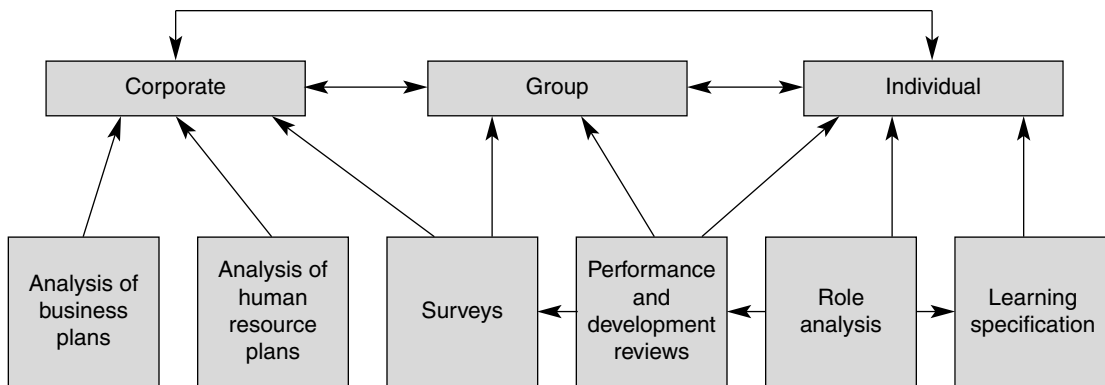 Corporate
Group
Individual
Analysis of
business
plans
Analysis of
human
resource
plans
Surveys
Performance
and
development
reviews
Role
analysis
Learning
specification